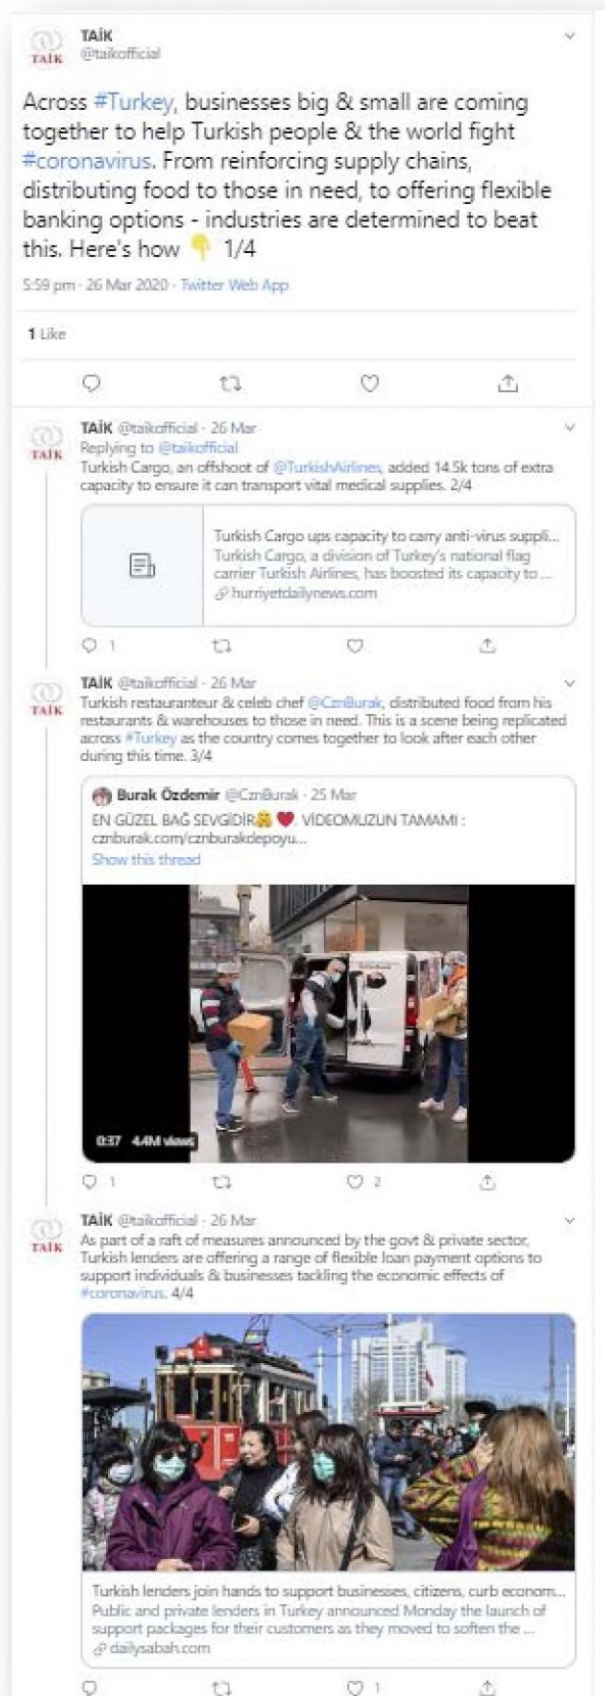 TAİK
@taikofficial
TAİK
Across #Turkey, businesses big & small are coming
together to help Turkish people & the world fight
#coronavirus. From reinforcing supply chains,
distributing food to those in need, to offering flexible
banking options - industries are determined to beat
this. Here's how 👇 1/4
5:59 pm · 26 Mar 2020 · Twitter Web App
1 Like
TAİK @taikofficial · 26 Mar
TAİK
Replying to @taikofficial
Turkish Cargo, an offshoot of @TurkishAirlines, added 14.5k tons of extra
capacity to ensure it can transport vital medical supplies. 2/4
Turkish Cargo ups capacity to carry anti-virus suppli...
Turkish Cargo, a division of Turkey's national flag
carrier Turkish Airlines, has boosted its capacity to ...
hurriyetdailynews.com
1
TAİK @taikofficial · 26 Mar
TAİK
Turkish restauranteur & celeb chef @CznBurak, distributed food from his
restaurants & warehouses to those in need. This is a scene being replicated
across #Turkey as the country comes together to look after each other
during this time. 3/4
Burak Özdemir @CznBurak · 25 Mar
EN GÜZEL BAĞ SEVGİDİR🤗 ❤️. VİDEOMUZUN TAMAMI :
cznburak.com/cznburakdepoyu...
Show this thread
0:37 4.4M views
1 2
TAİK @taikofficial · 26 Mar
TAİK
As part of a raft of measures announced by the govt & private sector,
Turkish lenders are offering a range of flexible loan payment options to
support individuals & businesses tackling the economic effects of
#coronavirus. 4/4
Turkish lenders join hands to support businesses, citizens, curb econom...
Public and private lenders in Turkey announced Monday the launch of
support packages for their customers as they moved to soften the ...
dailysabah.com
1